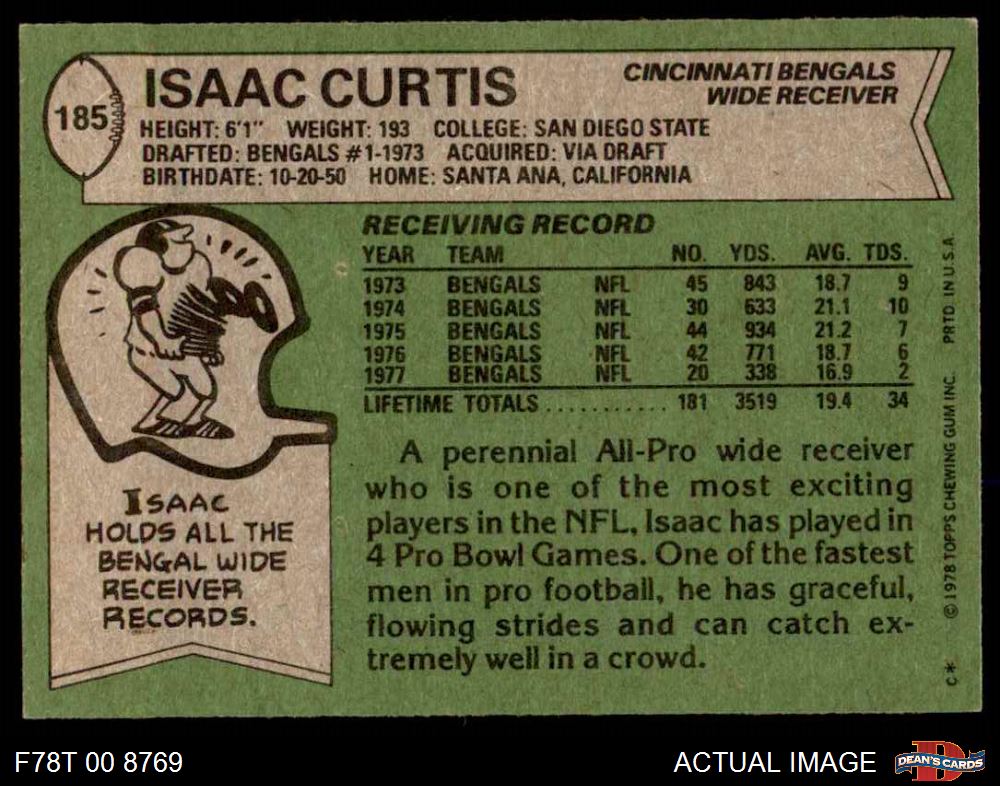 185
ISAAC CURTIS
CINCINNATI BENGALS
WIDE RECEIVER
HEIGHT: 6'1" WEIGHT: 193 COLLEGE: SAN DIEGO STATE
DRAFTED: BENGALS #1-1973 ACQUIRED: VIA DRAFT
BIRTHDATE: 10-20-50 HOME: SANTA ANA, CALIFORNIA
RECEIVING RECORD
YEAR TEAM NO. YDS. AVG. TDS.
1973 BENGALS NFL 45 843 18.7 9
1974 BENGALS NFL 30 633 21.1 10
1975 BENGALS NFL 44 934 21.2 7
1976 BENGALS NFL 42 771 18.7 6
1977 BENGALS NFL 20 338 16.9 2
LIFETIME TOTALS ........... 181 3519 19.4 34
ISAAC
HOLDS ALL THE
BENGAL WIDE
RECEIVER
RECORDS.
A perennial All-Pro wide receiver
who is one of the most exciting
players in the NFL, Isaac has played in
4 Pro Bowl Games. One of the fastest
men in pro football, he has graceful,
flowing strides and can catch ex-
tremely well in a crowd.
C* © 1978 TOPPS CHEWING GUM INC. PRTD IN U.S.A.
F78T 00 8769
ACTUAL IMAGE
DEAN'S CARDS